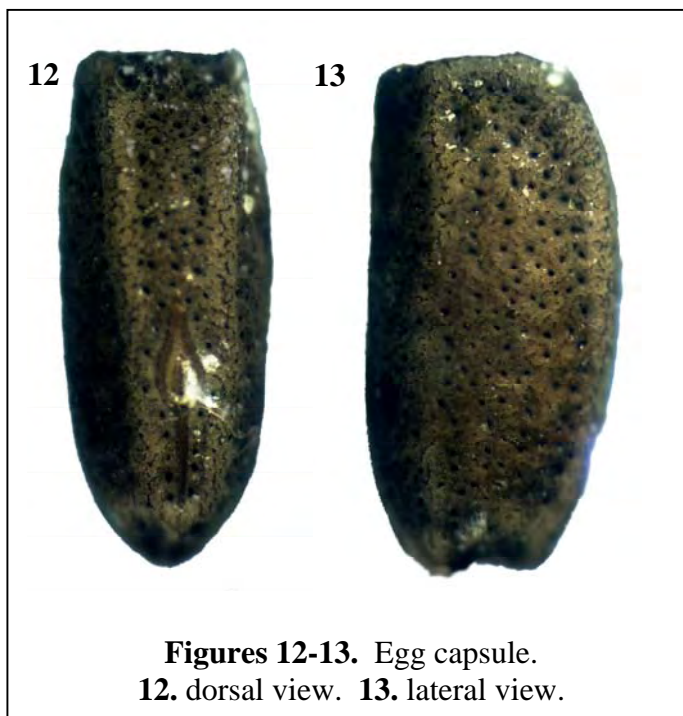 12
13
Figures 12-13. Egg capsule.
12. dorsal view. 13. lateral view.